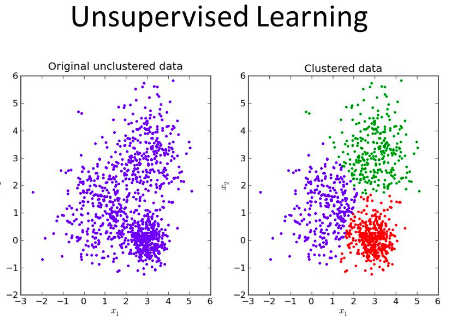 Unsupervised Learning
Original unclustered data
6
5
4
3
2
1
0
−1
−2
−3 −2 −1 0 1 2 3 4 5 6
x₁
Clustered data
x₂
6
5
4
3
2
1
0
−1
−2
−3 −2 −1 0 1 2 3 4 5 6
x₁